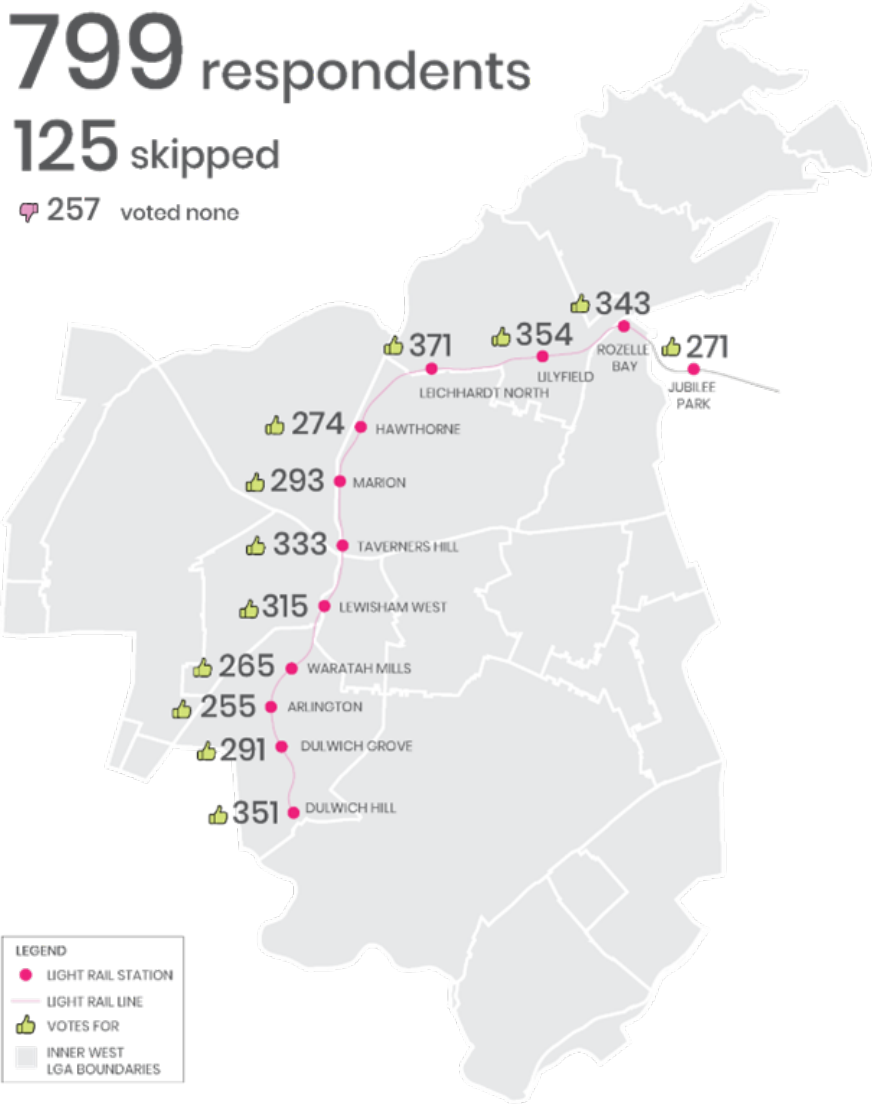 799 respondents
125 skipped
257 voted none
343
ROZELLE
BAY
354
LILYFIELD
371
LEICHHARDT NORTH
271
JUBILEE
PARK
274 HAWTHORNE
293 MARION
333 TAVERNERS HILL
315 LEWISHAM WEST
265 WARATAH MILLS
255 ARLINGTON
291 DULWICH GROVE
351 DULWICH HILL
LEGEND
LIGHT RAIL STATION
LIGHT RAIL LINE
VOTES FOR
INNER WEST
LGA BOUNDARIES